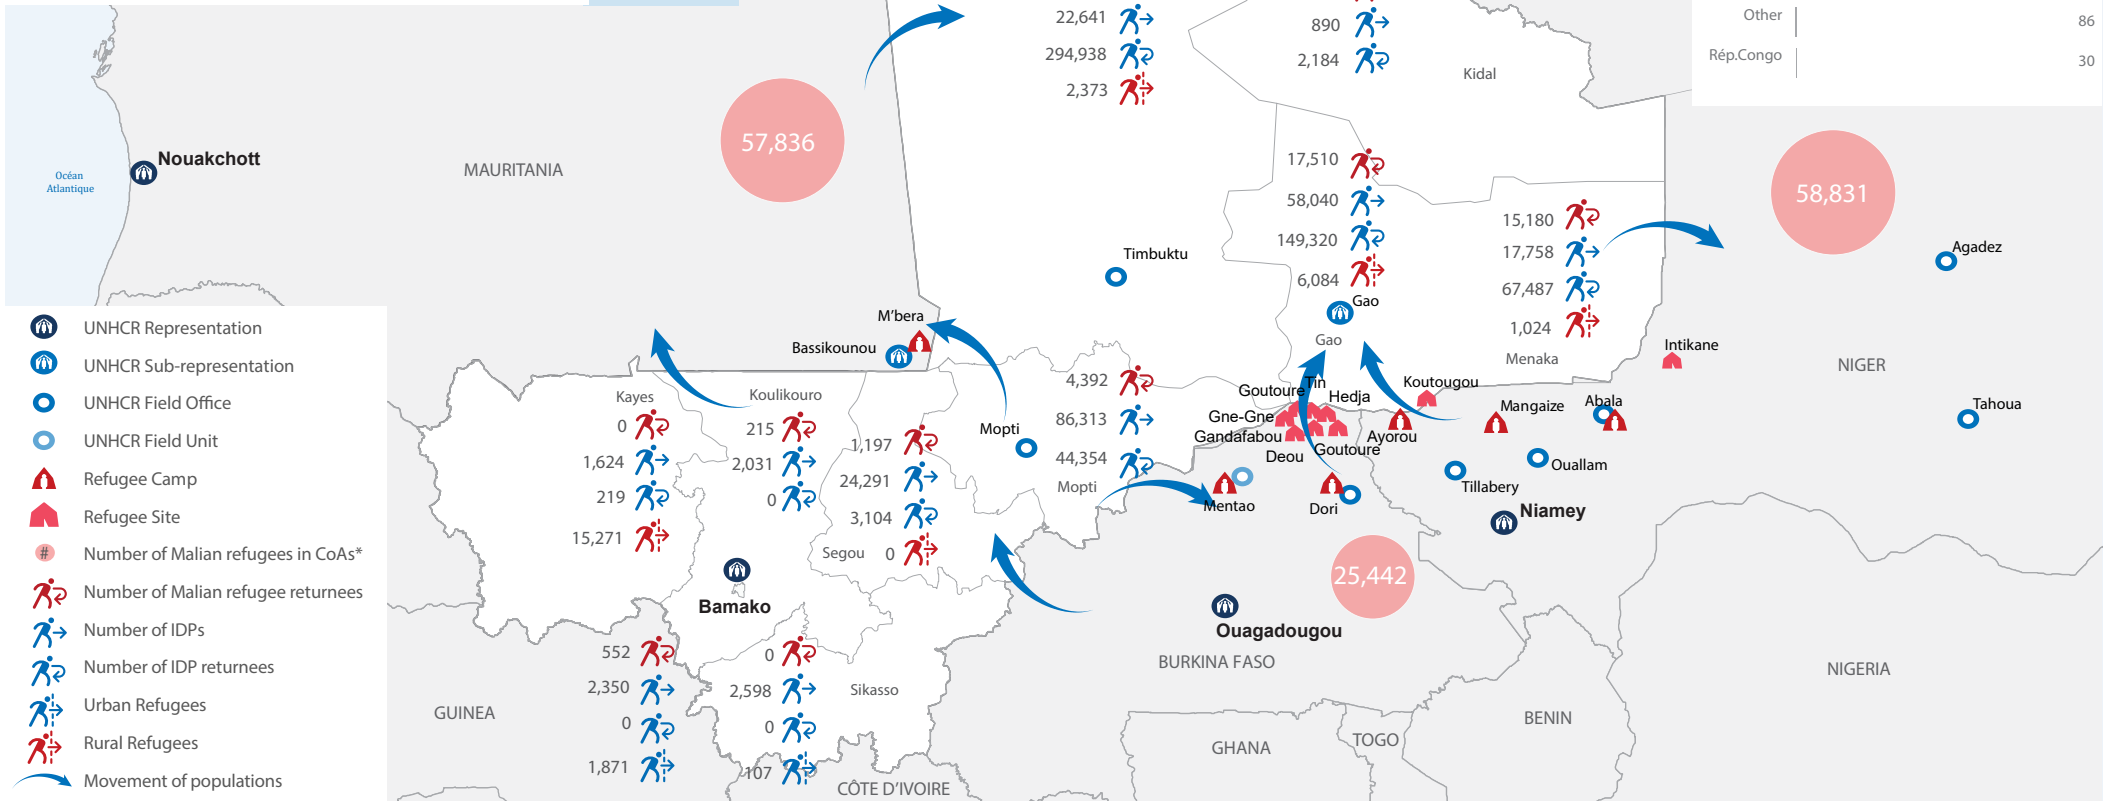 22,641
294,938
2,373
890
2,184
Kidal
Other 86
Rép.Congo 30
57,836
Nouakchott
Océan
Atlantique
MAURITANIA
17,510
58,040
149,320
6,084
Gao
Gao
15,180
17,758
67,487
1,024
Menaka
58,831
Agadez
Timbuktu
M'bera
Bassikounou
Intikane
NIGER
Tahoua
UNHCR Representation
UNHCR Sub-representation
UNHCR Field Office
UNHCR Field Unit
Refugee Camp
Refugee Site
# Number of Malian refugees in CoAs*
Number of Malian refugee returnees
Number of IDPs
Number of IDP returnees
Urban Refugees
Rural Refugees
Movement of populations
Kayes
0
1,624
219
15,271
Koulikouro
215
2,031
0
1,197
24,291
3,104
Segou 0
Mopti
4,392
86,313
44,354
Mopti
Goutoure
Tin
Hedja
Gne-Gne
Gandafabou
Deou
Goutoure
Koutougou
Ayorou
Mangaize
Abala
Ouallam
Tillabery
Niamey
Mentao
Dori
25,442
Bamako
Ouagadougou
BURKINA FASO
552
2,350
0
1,871
0
2,598
0
107
Sikasso
GUINEA
CÔTE D'IVOIRE
GHANA
TOGO
BENIN
NIGERIA